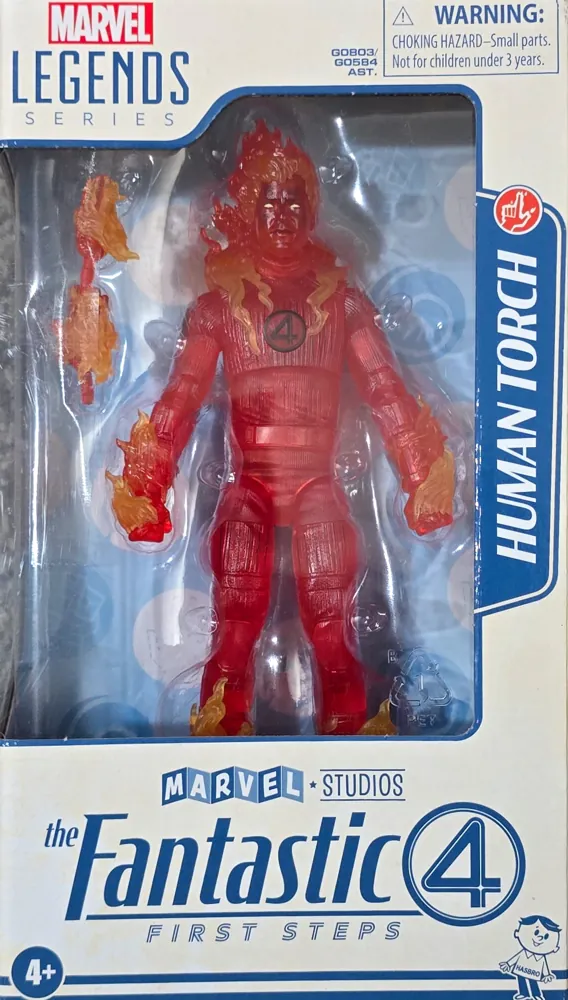 MARVEL
LEGENDS
SERIES
G0803/
G0584
AST.
WARNING:
CHOKING HAZARD–Small parts.
Not for children under 3 years.
4
HUMAN TORCH
PET
MARVEL STUDIOS
the Fantastic 4
FIRST STEPS
4+
HASBRO